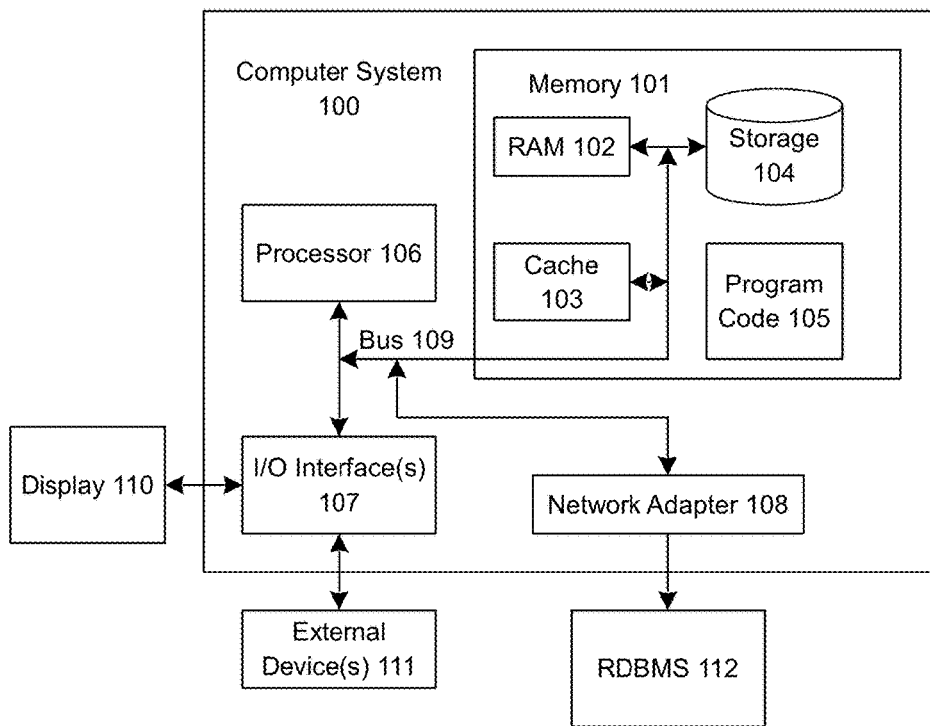 Computer System
100
Memory 101
RAM 102
Storage
104
Processor 106
Cache
103
Program
Code 105
Bus 109
Display 110
I/O Interface(s)
107
Network Adapter 108
External
Device(s) 111
RDBMS 112